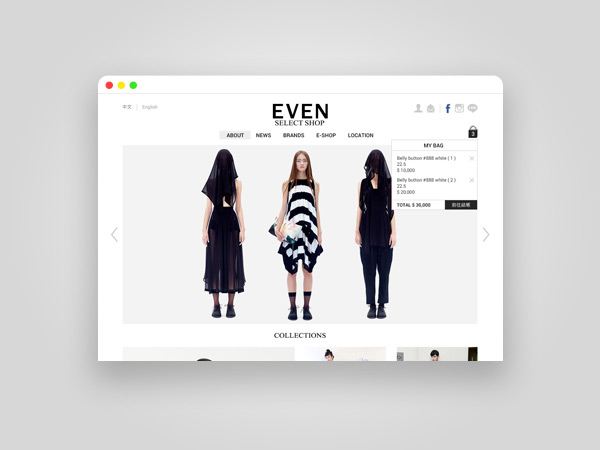 中文 | English
EVEN
SELECT SHOP
ABOUT NEWS BRANDS E-SHOP LOCATION
3
MY BAG
Belly button #888 white ( 1 )
22.5
$ 10,000
Belly button #888 white ( 2 )
22.5
$ 20,000
TOTAL $ 30,000 前往結帳
COLLECTIONS